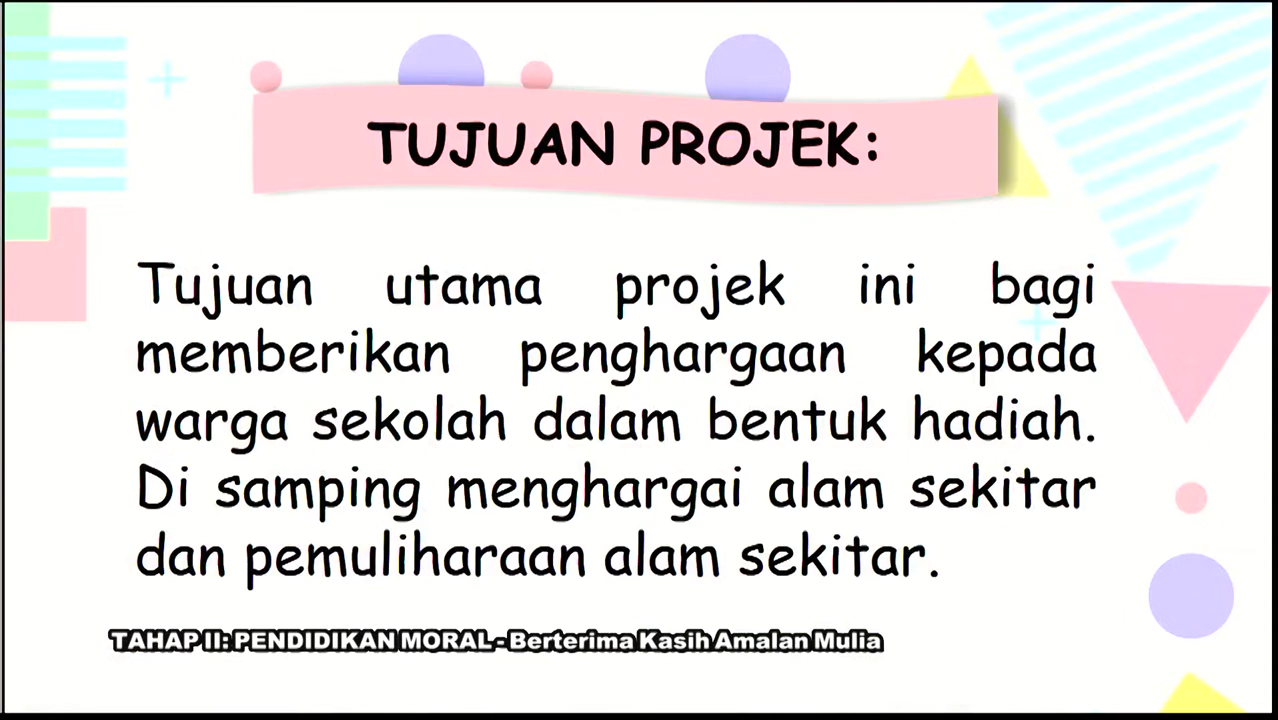 TUJUAN PROJEK:
Tujuan utama projek ini bagi
memberikan penghargaan kepada
warga sekolah dalam bentuk hadiah.
Di samping menghargai alam sekitar
dan pemuliharaan alam sekitar.
TAHAP II: PENDIDIKAN MORAL - Berterima Kasih Amalan Mulia